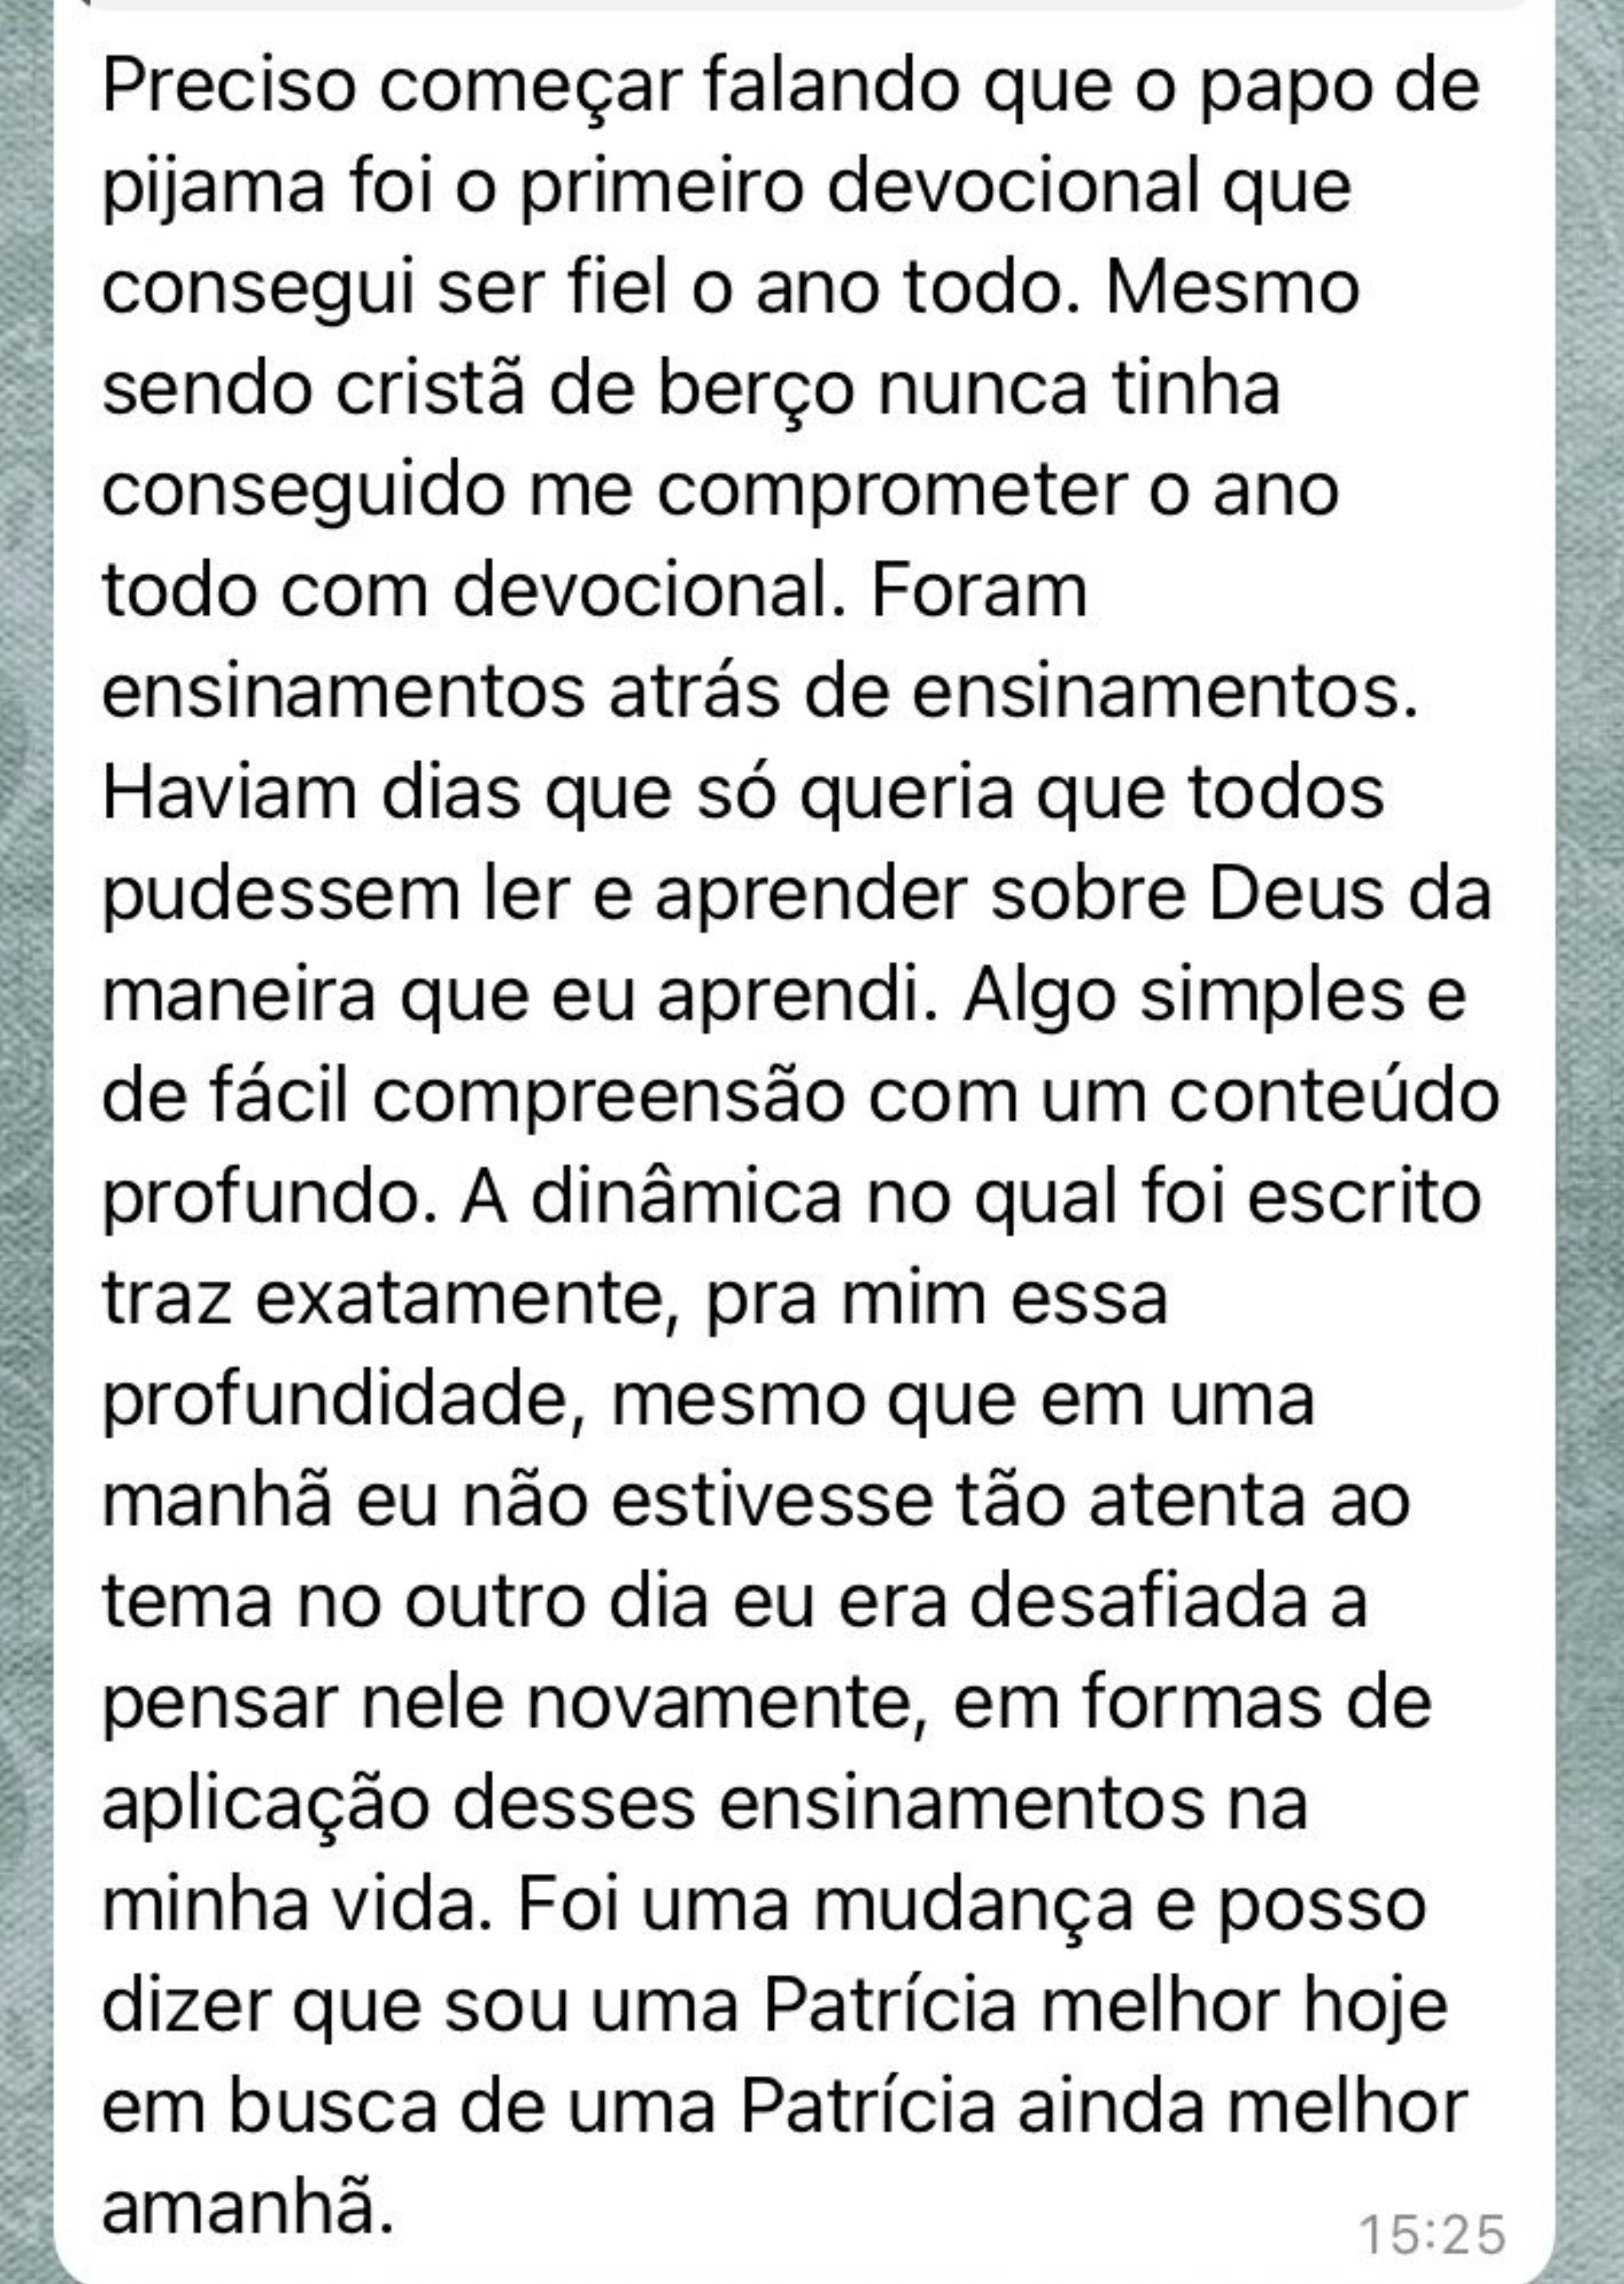 Preciso começar falando que o papo de
pijama foi o primeiro devocional que
consegui ser fiel o ano todo. Mesmo
sendo cristã de berço nunca tinha
conseguido me comprometer o ano
todo com devocional. Foram
ensinamentos atrás de ensinamentos.
Haviam dias que só queria que todos
pudessem ler e aprender sobre Deus da
maneira que eu aprendi. Algo simples e
de fácil compreensão com um conteúdo
profundo. A dinâmica no qual foi escrito
traz exatamente, pra mim essa
profundidade, mesmo que em uma
manhã eu não estivesse tão atenta ao
tema no outro dia eu era desafiada a
pensar nele novamente, em formas de
aplicação desses ensinamentos na
minha vida. Foi uma mudança e posso
dizer que sou uma Patrícia melhor hoje
em busca de uma Patrícia ainda melhor
amanhã.
15:25